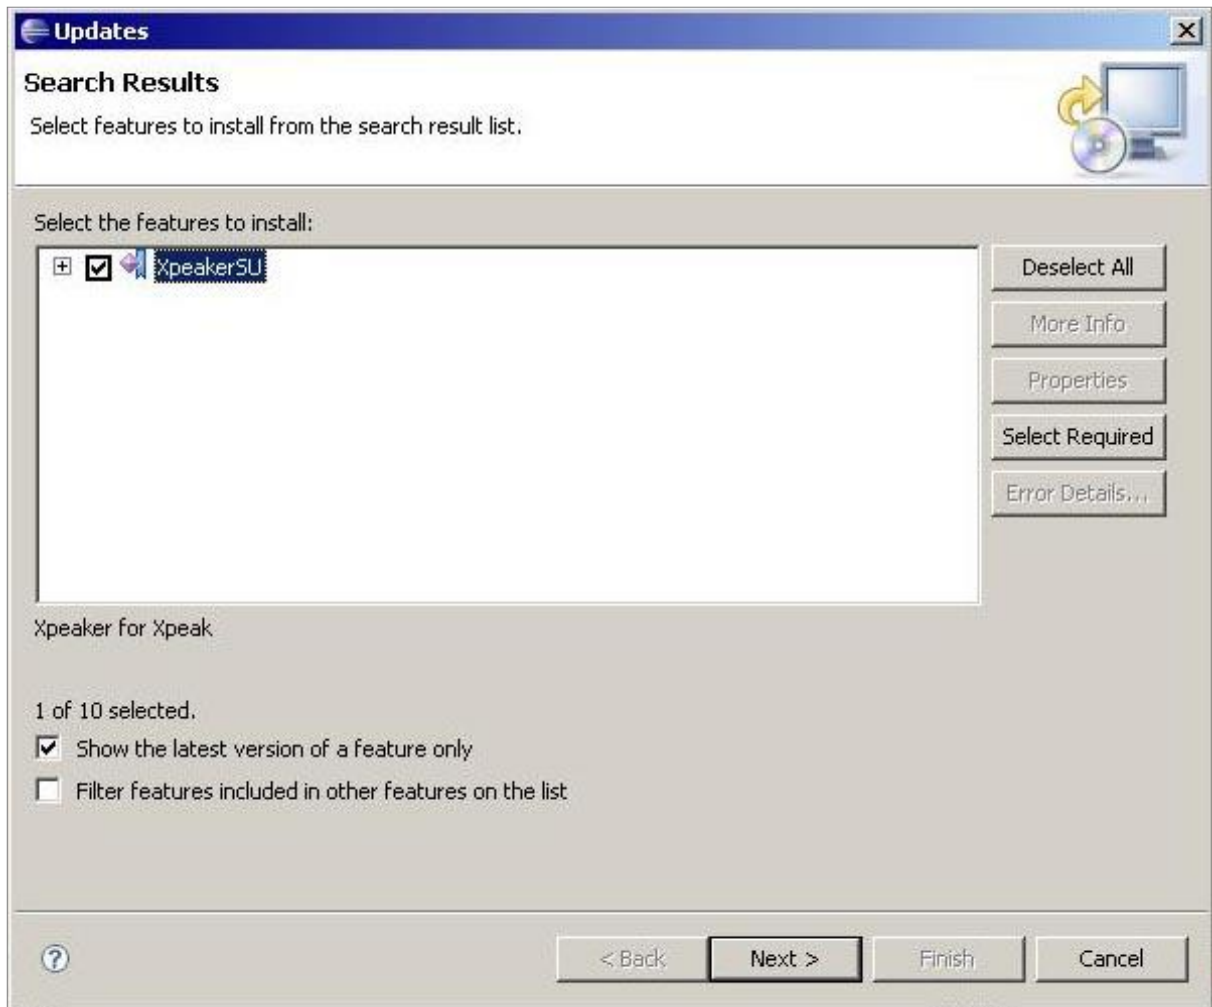 Updates
Search Results
Select features to install from the search result list.
Select the features to install:
XpeakerSU
Deselect All
More Info
Properties
Select Required
Error Details...
Xpeaker for Xpeak
1 of 10 selected.
Show the latest version of a feature only
Filter features included in other features on the list
? < Back Next > Finish Cancel